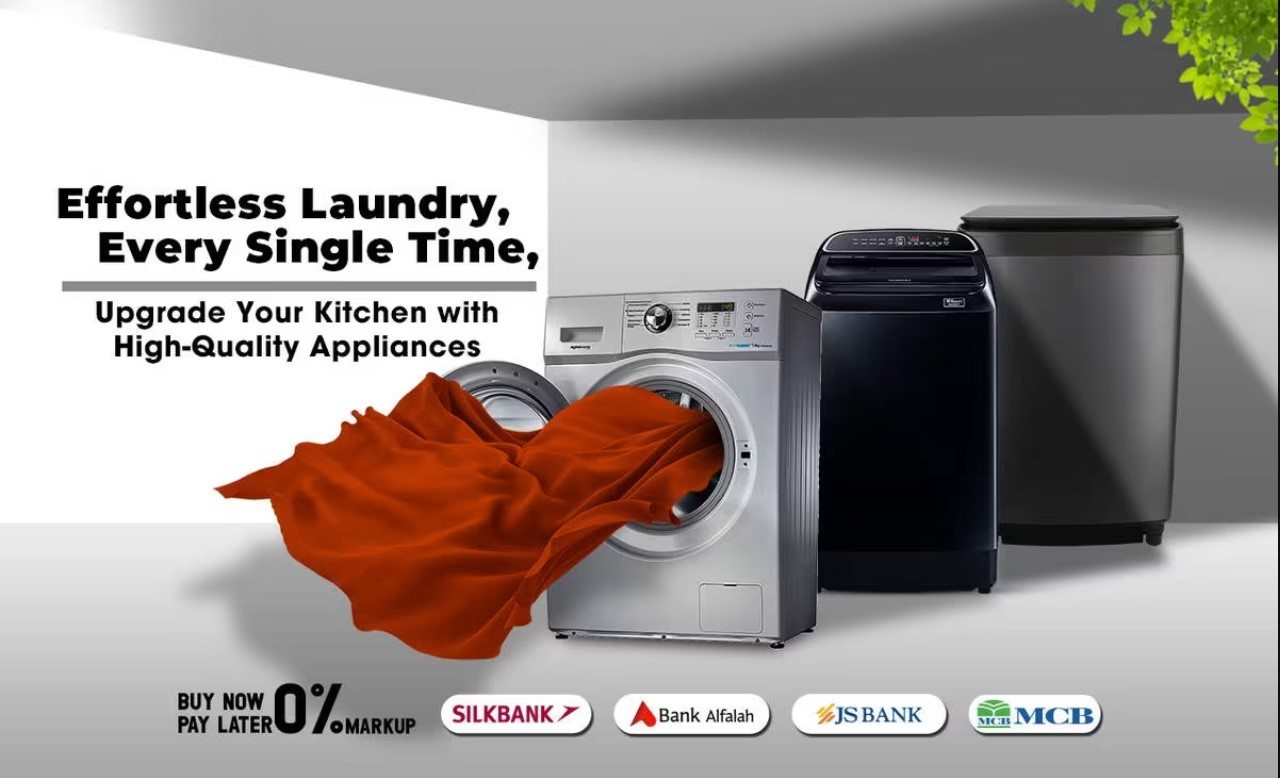 Effortless Laundry,
Every Single Time,
Upgrade Your Kitchen with
High-Quality Appliances
BUY NOW
PAY LATER
0%
MARKUP
SILKBANK
Bank Alfalah
JS BANK
MCB
MCB